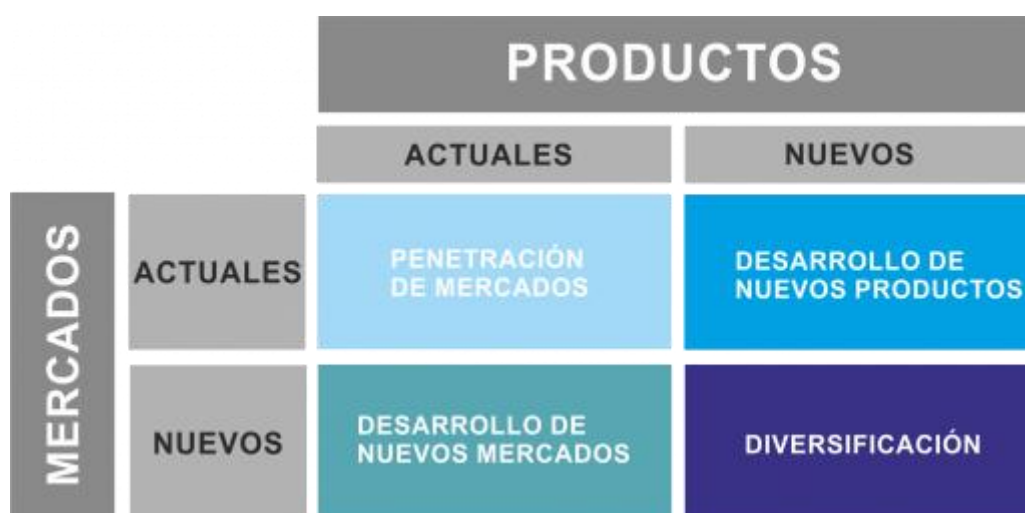 PRODUCTOS
ACTUALES
NUEVOS
MERCADOS
ACTUALES
PENETRACIÓN
DE MERCADOS
DESARROLLO DE
NUEVOS PRODUCTOS
NUEVOS
DESARROLLO DE
NUEVOS MERCADOS
DIVERSIFICACIÓN